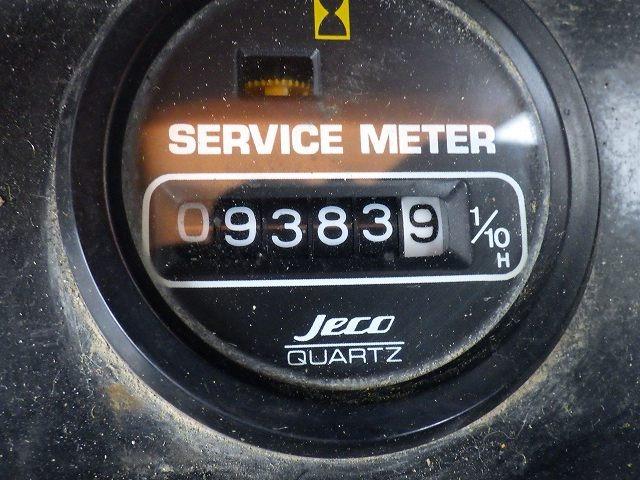 SERVICE METER
093839 1/10 H
Jeco
QUARTZ